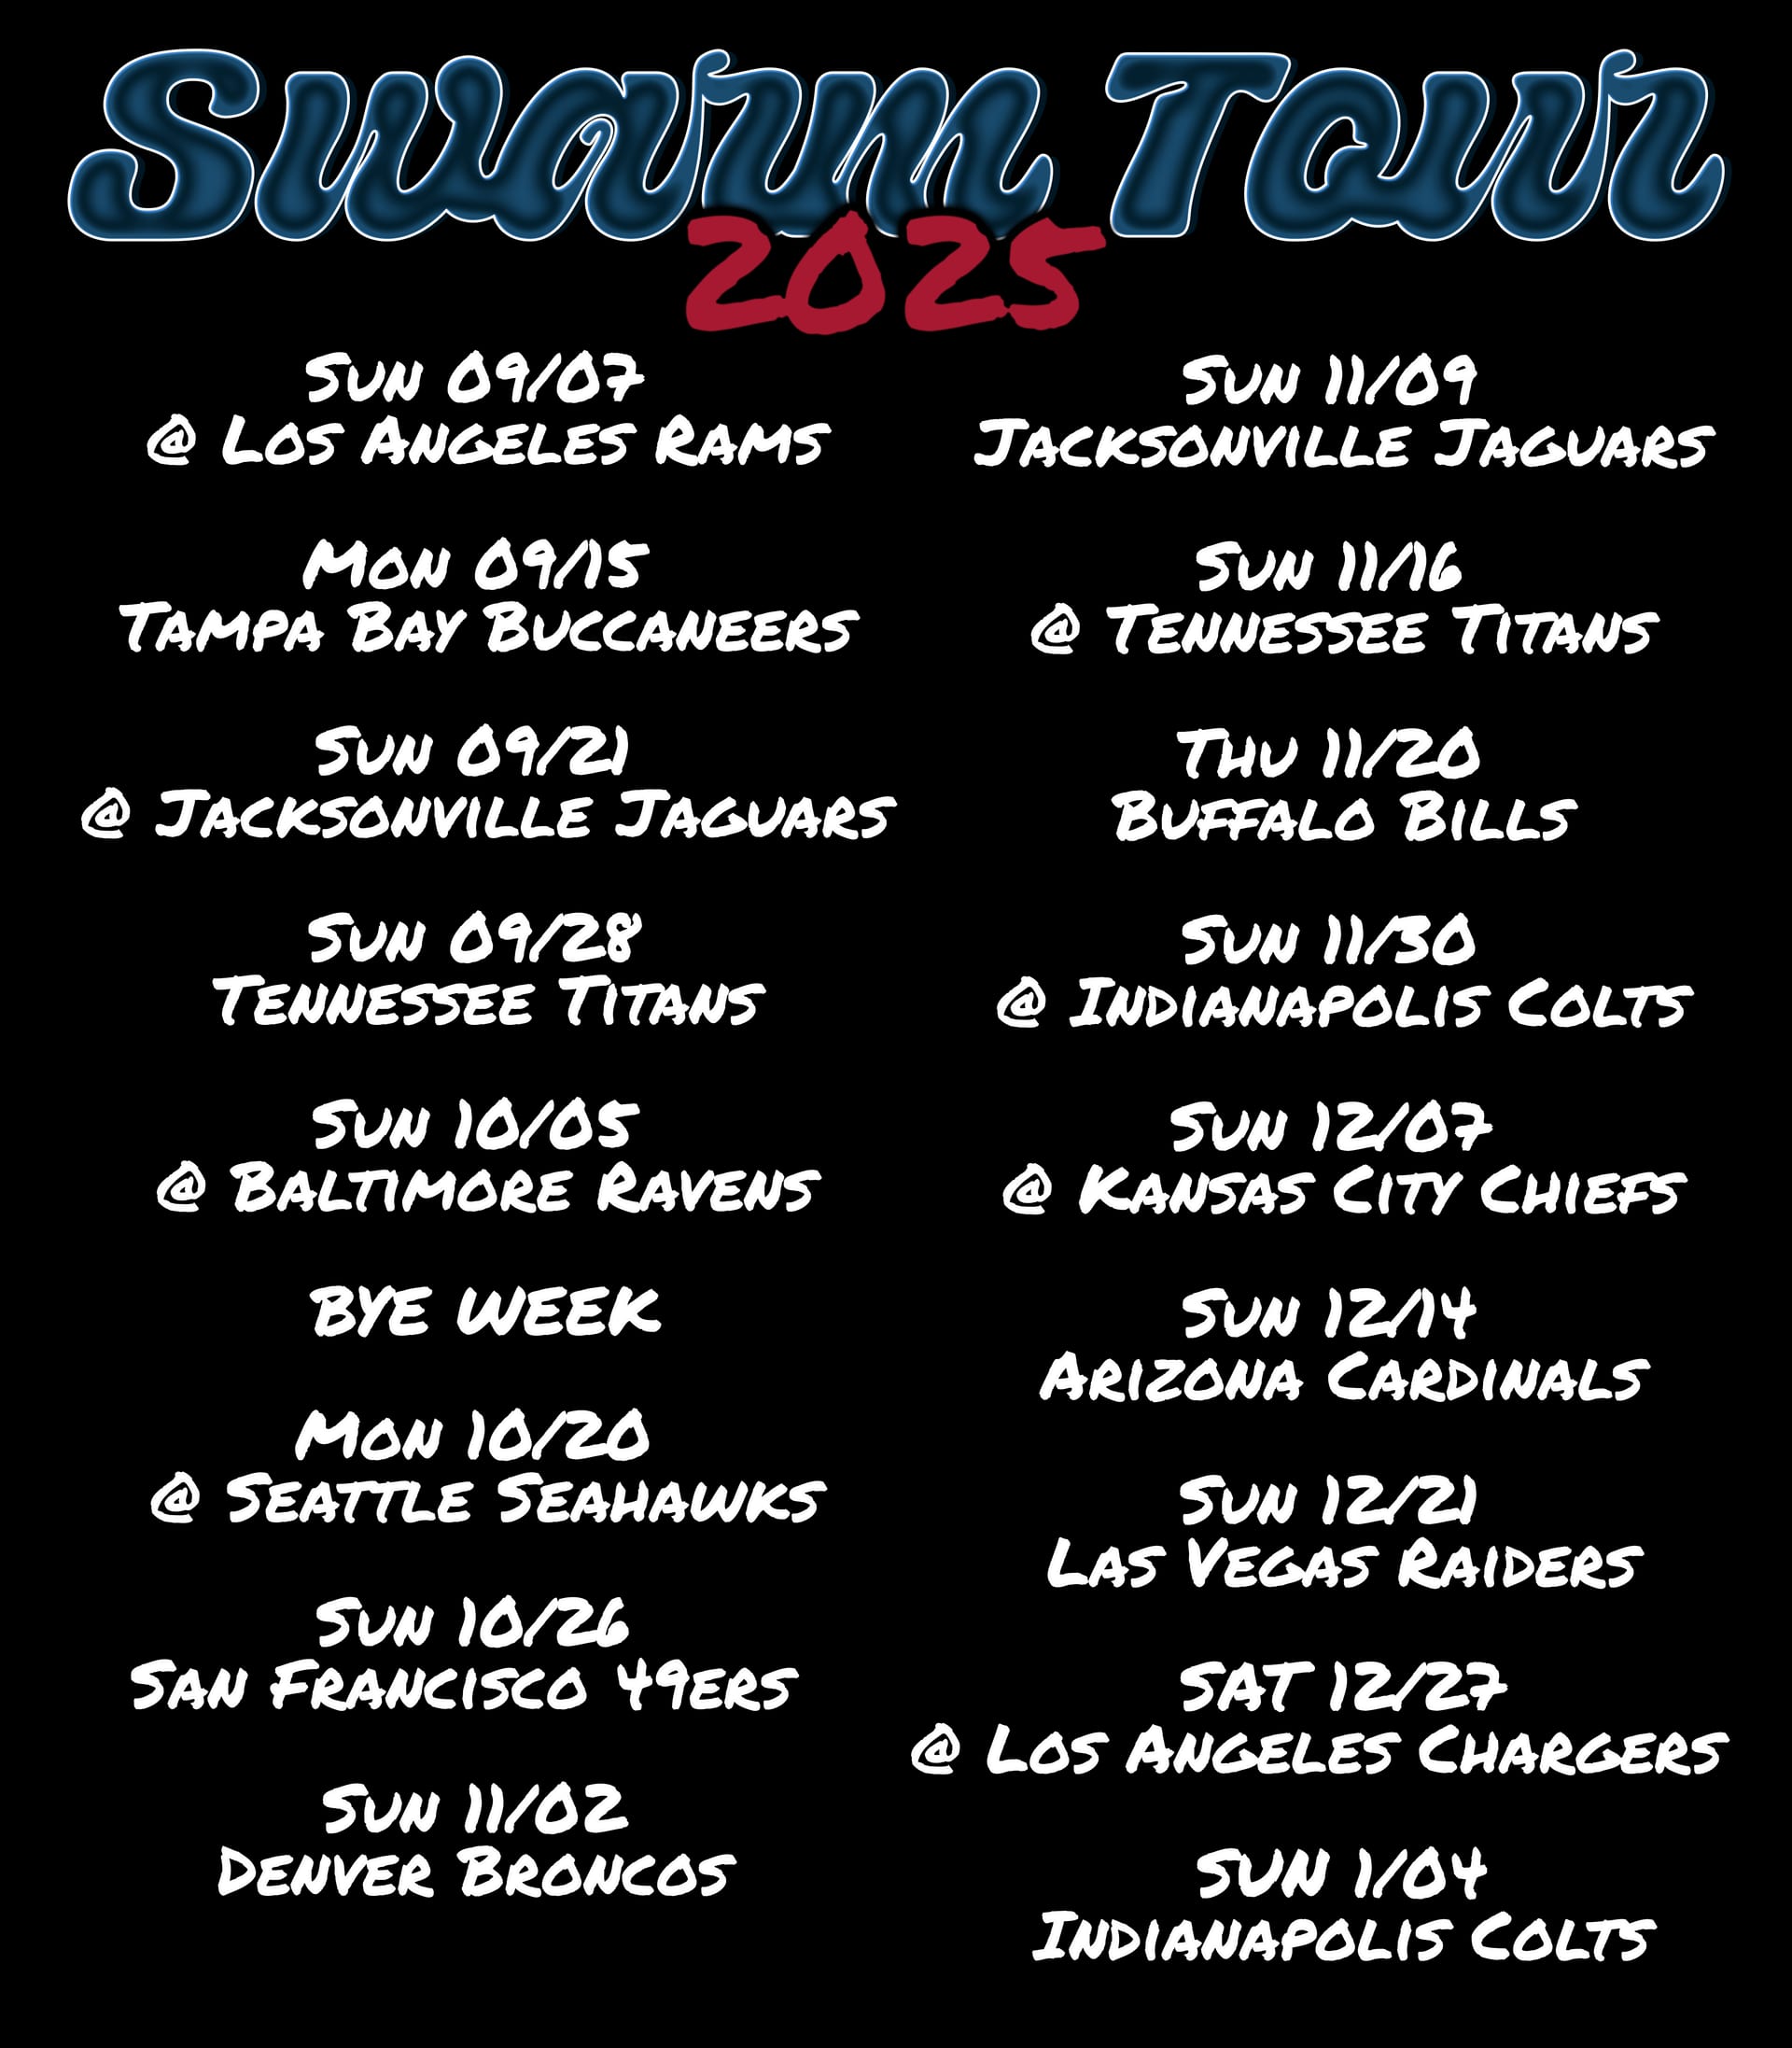 Swarm Tour
2025
Sun 09/07
@ Los Angeles Rams
Mon 09/15
Tampa Bay Buccaneers
Sun 09/21
@ Jacksonville Jaguars
Sun 09/28
Tennessee Titans
Sun 10/05
@ Baltimore Ravens
BYE WEEK
Mon 10/20
@ Seattle Seahawks
Sun 10/26
San Francisco 49ers
Sun 11/02
Denver Broncos
Sun 11/09
Jacksonville Jaguars
Sun 11/16
@ Tennessee Titans
Thu 11/20
Buffalo Bills
Sun 11/30
@ Indianapolis Colts
Sun 12/07
@ Kansas City Chiefs
Sun 12/14
Arizona Cardinals
Sun 12/21
Las Vegas Raiders
SAT 12/27
@ Los Angeles Chargers
SUN 1/04
Indianapolis Colts